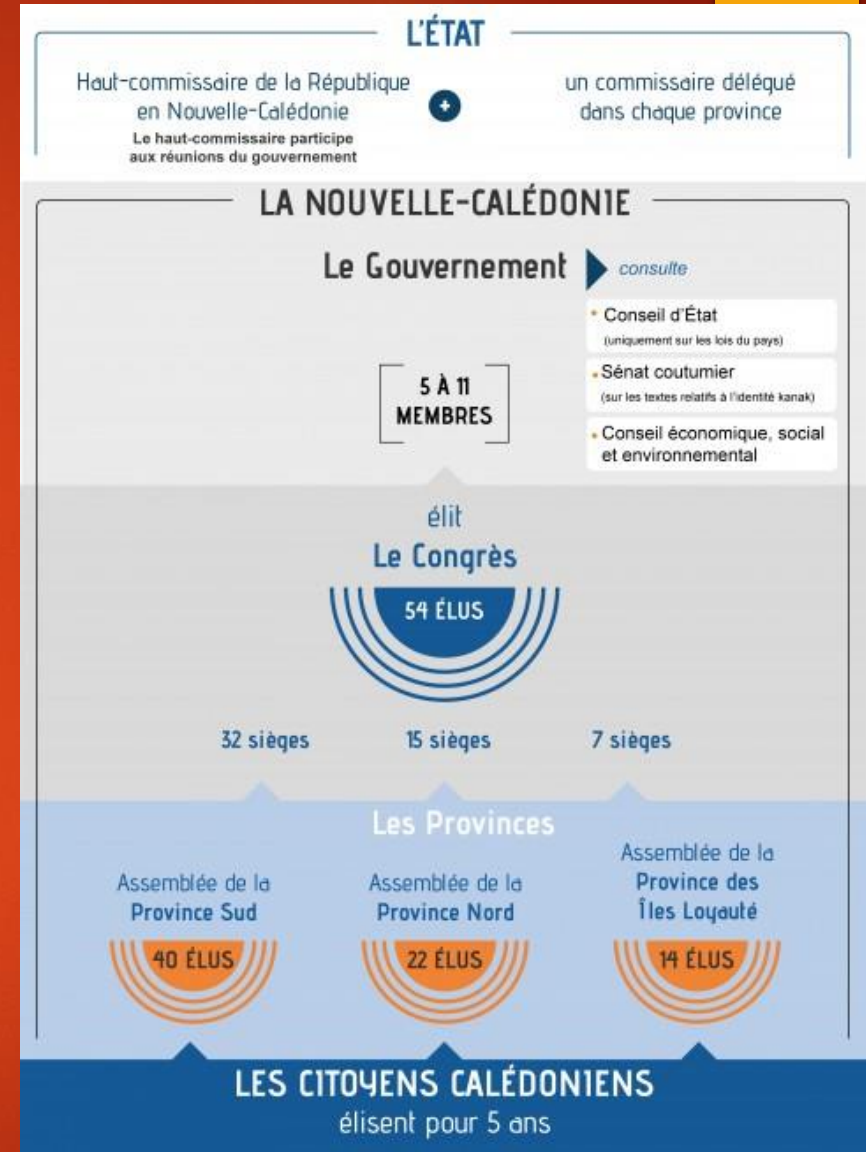 L'ÉTAT
Haut-commissaire de la République
en Nouvelle-Calédonie
Le haut-commissaire participe
aux réunions du gouvernement
+
un commissaire délégué
dans chaque province
LA NOUVELLE-CALÉDONIE
Le Gouvernement
consulte
• Conseil d'État
(uniquement sur les lois du pays)
• Sénat coutumier
(sur les textes relatifs à l'identité kanak)
• Conseil économique, social
et environnemental
5 À 11
MEMBRES
élit
Le Congrès
54 ÉLUS
32 sièges
15 sièges
7 sièges
Les Provinces
Assemblée de la
Province Sud
40 ÉLUS
Assemblée de la
Province Nord
22 ÉLUS
Assemblée de la
Province des
Îles Loyauté
14 ÉLUS
LES CITOYENS CALÉDONIENS
élisent pour 5 ans